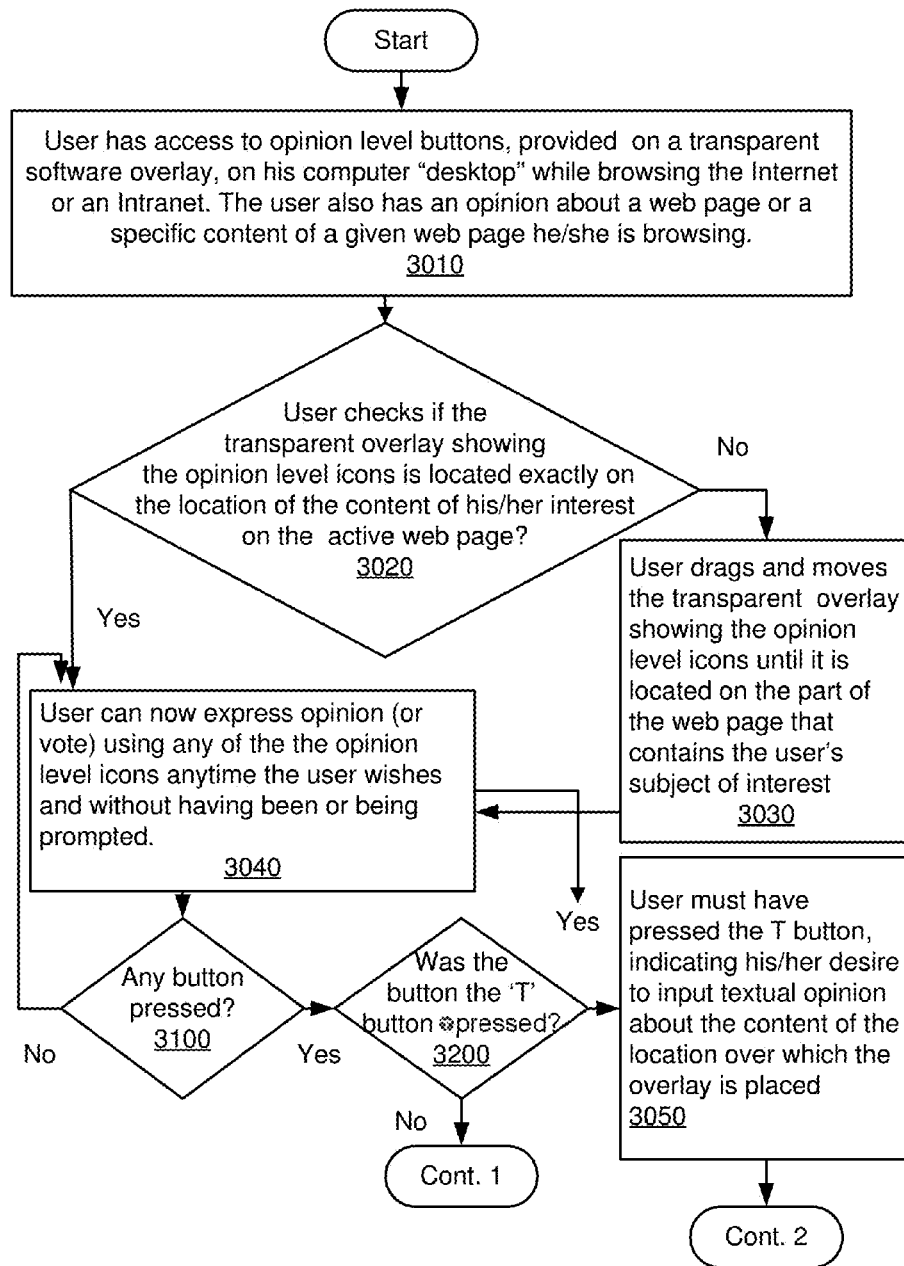 Start
User has access to opinion level buttons, provided on a transparent
software overlay, on his computer “desktop” while browsing the Internet
or an Intranet. The user also has an opinion about a web page or a
specific content of a given web page he/she is browsing.
3010
User checks if the
transparent overlay showing
the opinion level icons is located exactly on
the location of the content of his/her interest
on the active web page?
3020
No
Yes
User drags and moves
the transparent overlay
showing the opinion
level icons until it is
located on the part of
the web page that
contains the user’s
subject of interest
3030
User can now express opinion (or
vote) using any of the the opinion
level icons anytime the user wishes
and without having been or being
prompted.
3040
Any button
pressed?
3100
No
Yes
Was the
button the ‘T’
button pressed?
3200
Yes
No
User must have
pressed the T button,
indicating his/her desire
to input textual opinion
about the content of the
location over which the
overlay is placed
3050
Cont. 1
Cont. 2